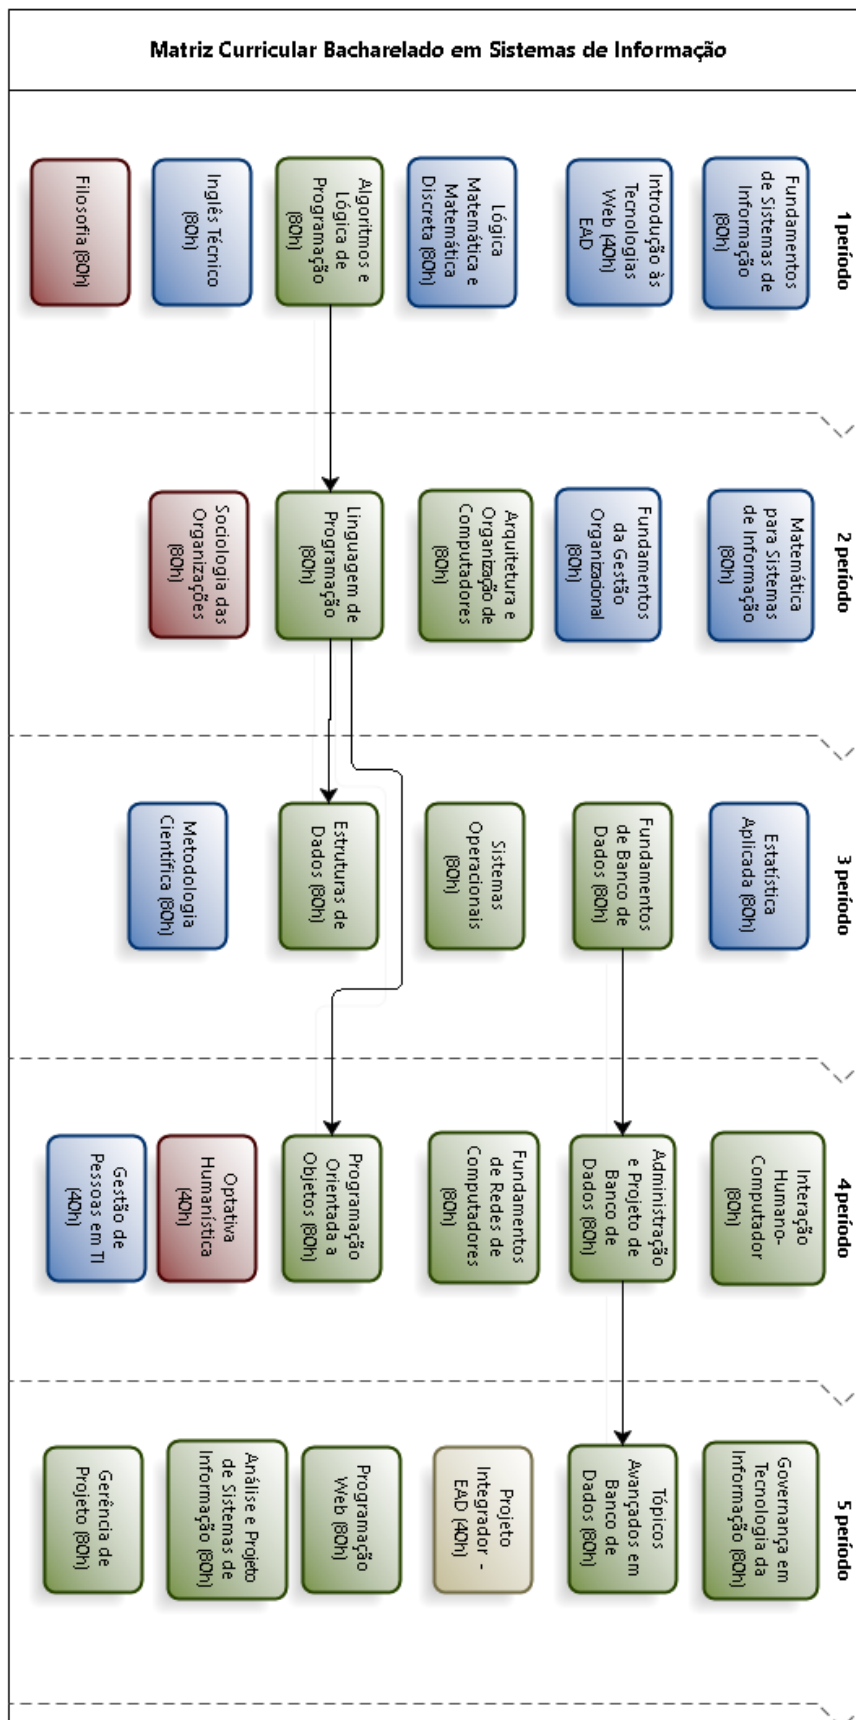 Matriz Curricular Bacharelado em Sistemas de Informação
1 período
Fundamentos
de Sistemas de
Informação
(80h)
Introdução às
Tecnologias
Web (40h)
EAD
Lógica
Matemática e
Matemática
Discreta (80h)
Algoritmos e
Lógica de
Programação
(80h)
Inglês Técnico
(80h)
Filosofia (80h)
2 período
Matemática
para Sistemas
de Informação
(80h)
Fundamentos
da Gestão
Organizacional
(80h)
Arquitetura e
Organização de
Computadores
(80h)
Linguagem de
Programação
(80h)
Sociologia das
Organizações
(80h)
3 período
Estatística
Aplicada (80h)
Fundamentos
de Banco de
Dados (80h)
Sistemas
Operacionais
(80h)
Estruturas de
Dados (80h)
Metodologia
Científica (80h)
4 período
Interação
Humano-
Computador
(80h)
Administração
e Projeto de
Banco de
Dados (80h)
Fundamentos
de Redes de
Computadores
(80h)
Programação
Orientada a
Objetos (80h)
Optativa
Humanística
(40h)
Gestão de
Pessoas em TI
(40h)
5 período
Governança em
Tecnologia da
Informação (80h)
Tópicos
Avançados em
Banco de
Dados (80h)
Projeto
Integrador -
EAD (40h)
Programação
Web (80h)
Análise e Projeto
de Sistemas de
Informação (80h)
Gerência de
Projeto (80h)